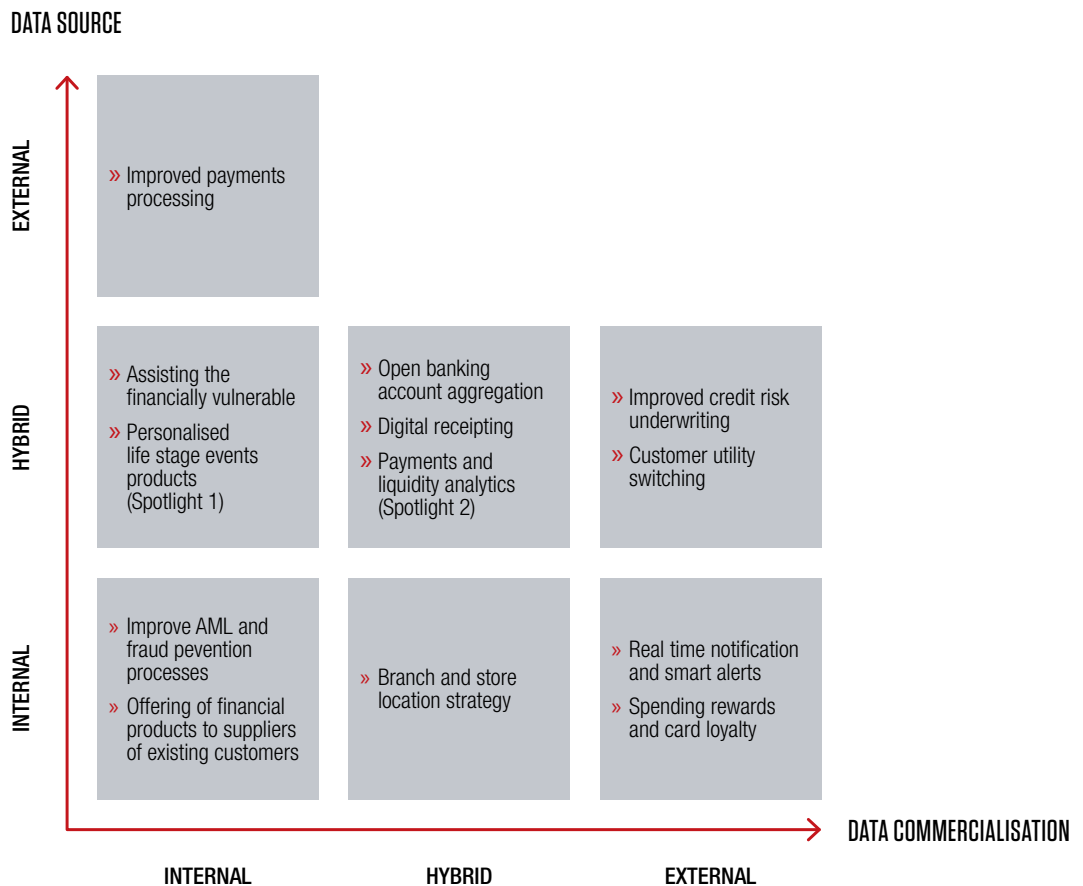 DATA SOURCE
EXTERNAL
» Improved payments
processing
HYBRID
» Assisting the
financially vulnerable
» Personalised
life stage events
products
(Spotlight 1)
» Open banking
account aggregation
» Digital receipting
» Payments and
liquidity analytics
(Spotlight 2)
» Improved credit risk
underwriting
» Customer utility
switching
INTERNAL
» Improve AML and
fraud pevention
processes
» Offering of financial
products to suppliers
of existing customers
» Branch and store
location strategy
» Real time notification
and smart alerts
» Spending rewards
and card loyalty
DATA COMMERCIALISATION
INTERNAL
HYBRID
EXTERNAL